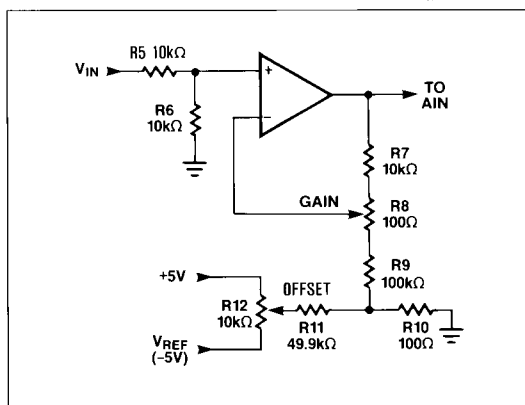 R5 10kΩ
VIN
+
R6
10kΩ
−
TO
AIN
R7
10kΩ
GAIN
R8
100Ω
R9
100kΩ
+5V
OFFSET
R12
10kΩ
R11
49.9kΩ
R10
100Ω
VREF
(−5V)